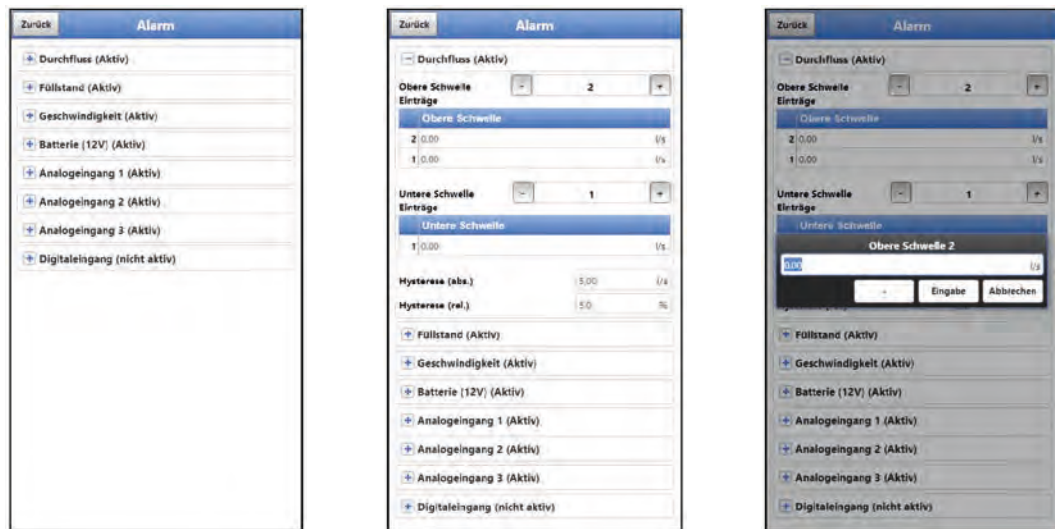 Zurück Alarm
+ Durchfluss (Aktiv)
+ Füllstand (Aktiv)
+ Geschwindigkeit (Aktiv)
+ Batterie (12V) (Aktiv)
+ Analogeingang 1 (Aktiv)
+ Analogeingang 2 (Aktiv)
+ Analogeingang 3 (Aktiv)
+ Digitaleingang (nicht aktiv)
Zurück Alarm
- Durchfluss (Aktiv)
Obere Schwelle - 2 +
Einträge
Obere Schwelle
2 0.00 l/s
1 0.00 l/s
Untere Schwelle - 1 +
Einträge
Untere Schwelle
1 0.00 l/s
Hysterese (abs.) 5.00 l/s
Hysterese (rel.) 5.0 %
+ Füllstand (Aktiv)
+ Geschwindigkeit (Aktiv)
+ Batterie (12V) (Aktiv)
+ Analogeingang 1 (Aktiv)
+ Analogeingang 2 (Aktiv)
+ Analogeingang 3 (Aktiv)
+ Digitaleingang (nicht aktiv)
Zurück Alarm
- Durchfluss (Aktiv)
Obere Schwelle - 2 +
Einträge
Obere Schwelle
2 0.00 l/s
1 0.00 l/s
Untere Schwelle - 1 +
Einträge
Untere Schwelle
Obere Schwelle 2
0.00 l/s
- Eingabe Abbrechen
+ Füllstand (Aktiv)
+ Geschwindigkeit (Aktiv)
+ Batterie (12V) (Aktiv)
+ Analogeingang 1 (Aktiv)
+ Analogeingang 2 (Aktiv)
+ Analogeingang 3 (Aktiv)
+ Digitaleingang (nicht aktiv)